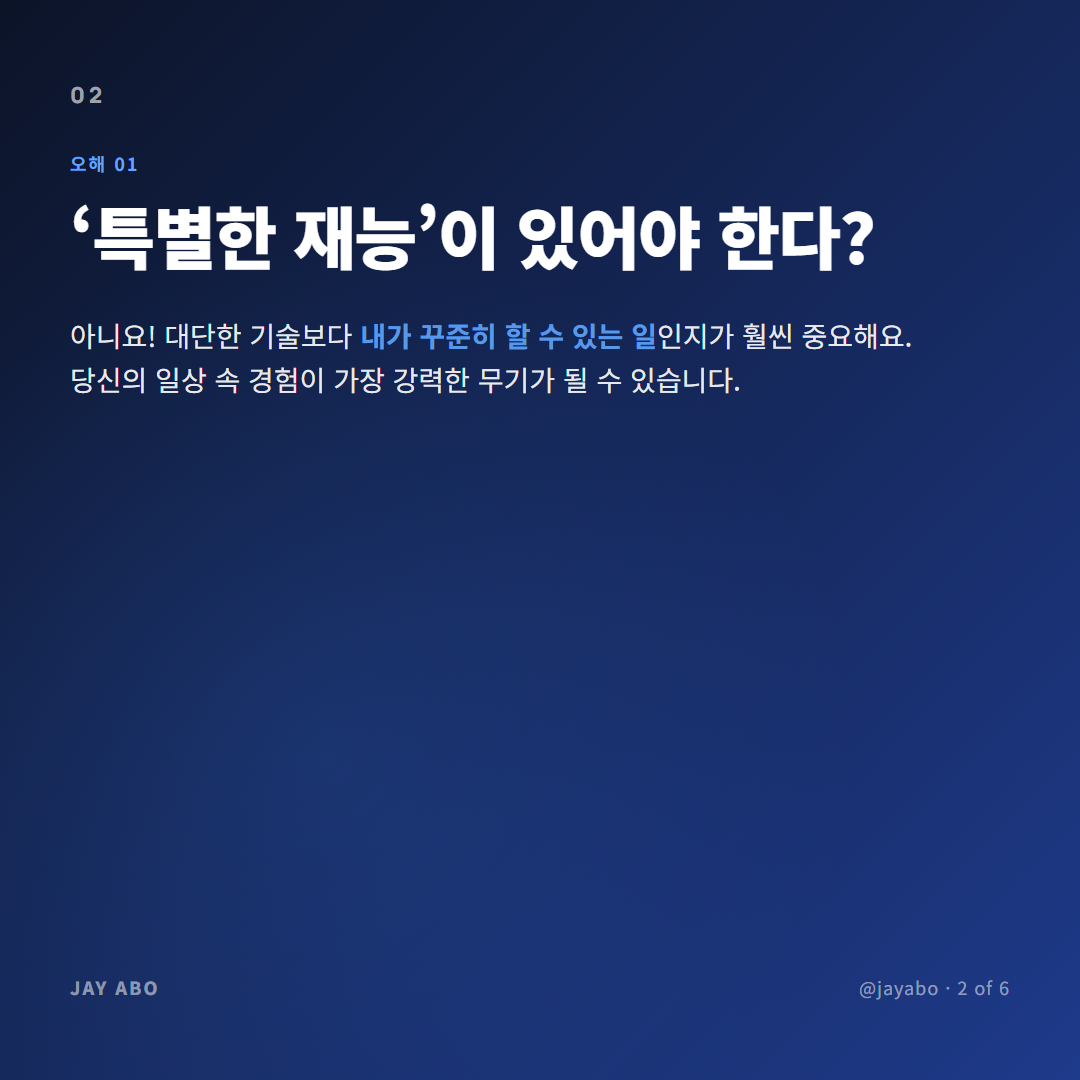 02
오해 01
‘특별한 재능’이 있어야 한다?
아니요! 대단한 기술보다 내가 꾸준히 할 수 있는 일인지가 훨씬 중요해요.
당신의 일상 속 경험이 가장 강력한 무기가 될 수 있습니다.
JAY ABO
@jayabo · 2 of 6